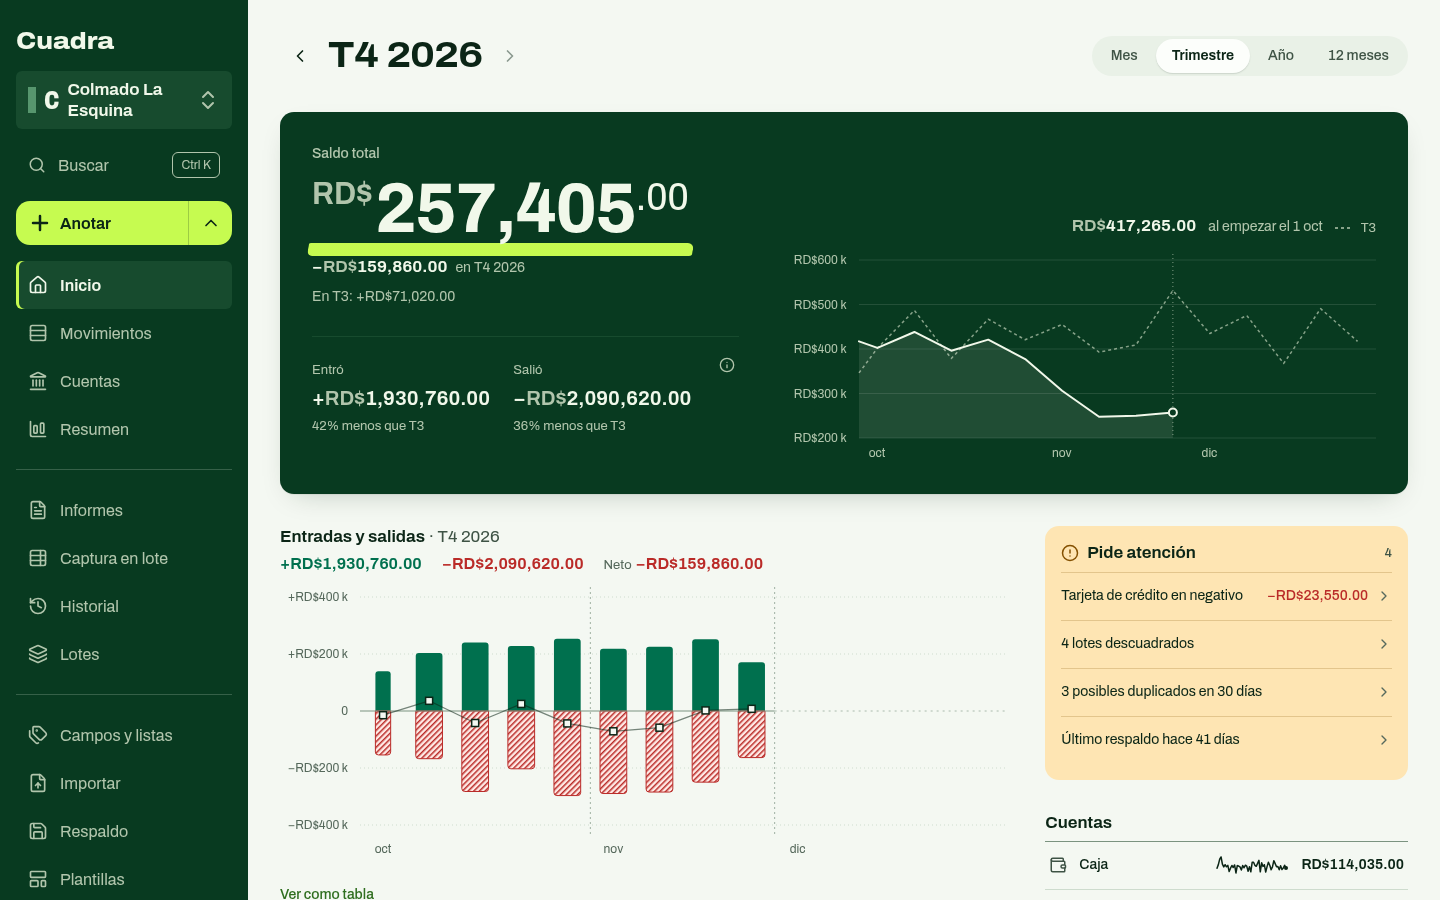 Cuadra
C
Colmado La
Esquina
Buscar
Ctrl K
Anotar
Inicio
Movimientos
Cuentas
Resumen
Informes
Captura en lote
Historial
Lotes
Campos y listas
Importar
Respaldo
Plantillas
T4 2026
Mes
Trimestre
Año
12 meses
Saldo total
RD$257,405.00
–RD$159,860.00 en T4 2026
En T3: +RD$71,020.00
Entró
+RD$1,930,760.00
42% menos que T3
Salió
–RD$2,090,620.00
36% menos que T3
RD$417,265.00 al empezar el 1 oct
T3
RD$600 k
RD$500 k
RD$400 k
RD$300 k
RD$200 k
oct
nov
dic
Entradas y salidas · T4 2026
+RD$1,930,760.00 –RD$2,090,620.00 Neto –RD$159,860.00
+RD$400 k
+RD$200 k
0
–RD$200 k
–RD$400 k
oct
nov
dic
Ver como tabla
Pide atención 4
Tarjeta de crédito en negativo –RD$23,550.00
4 lotes descuadrados
3 posibles duplicados en 30 días
Último respaldo hace 41 días
Cuentas
Caja RD$114,035.00